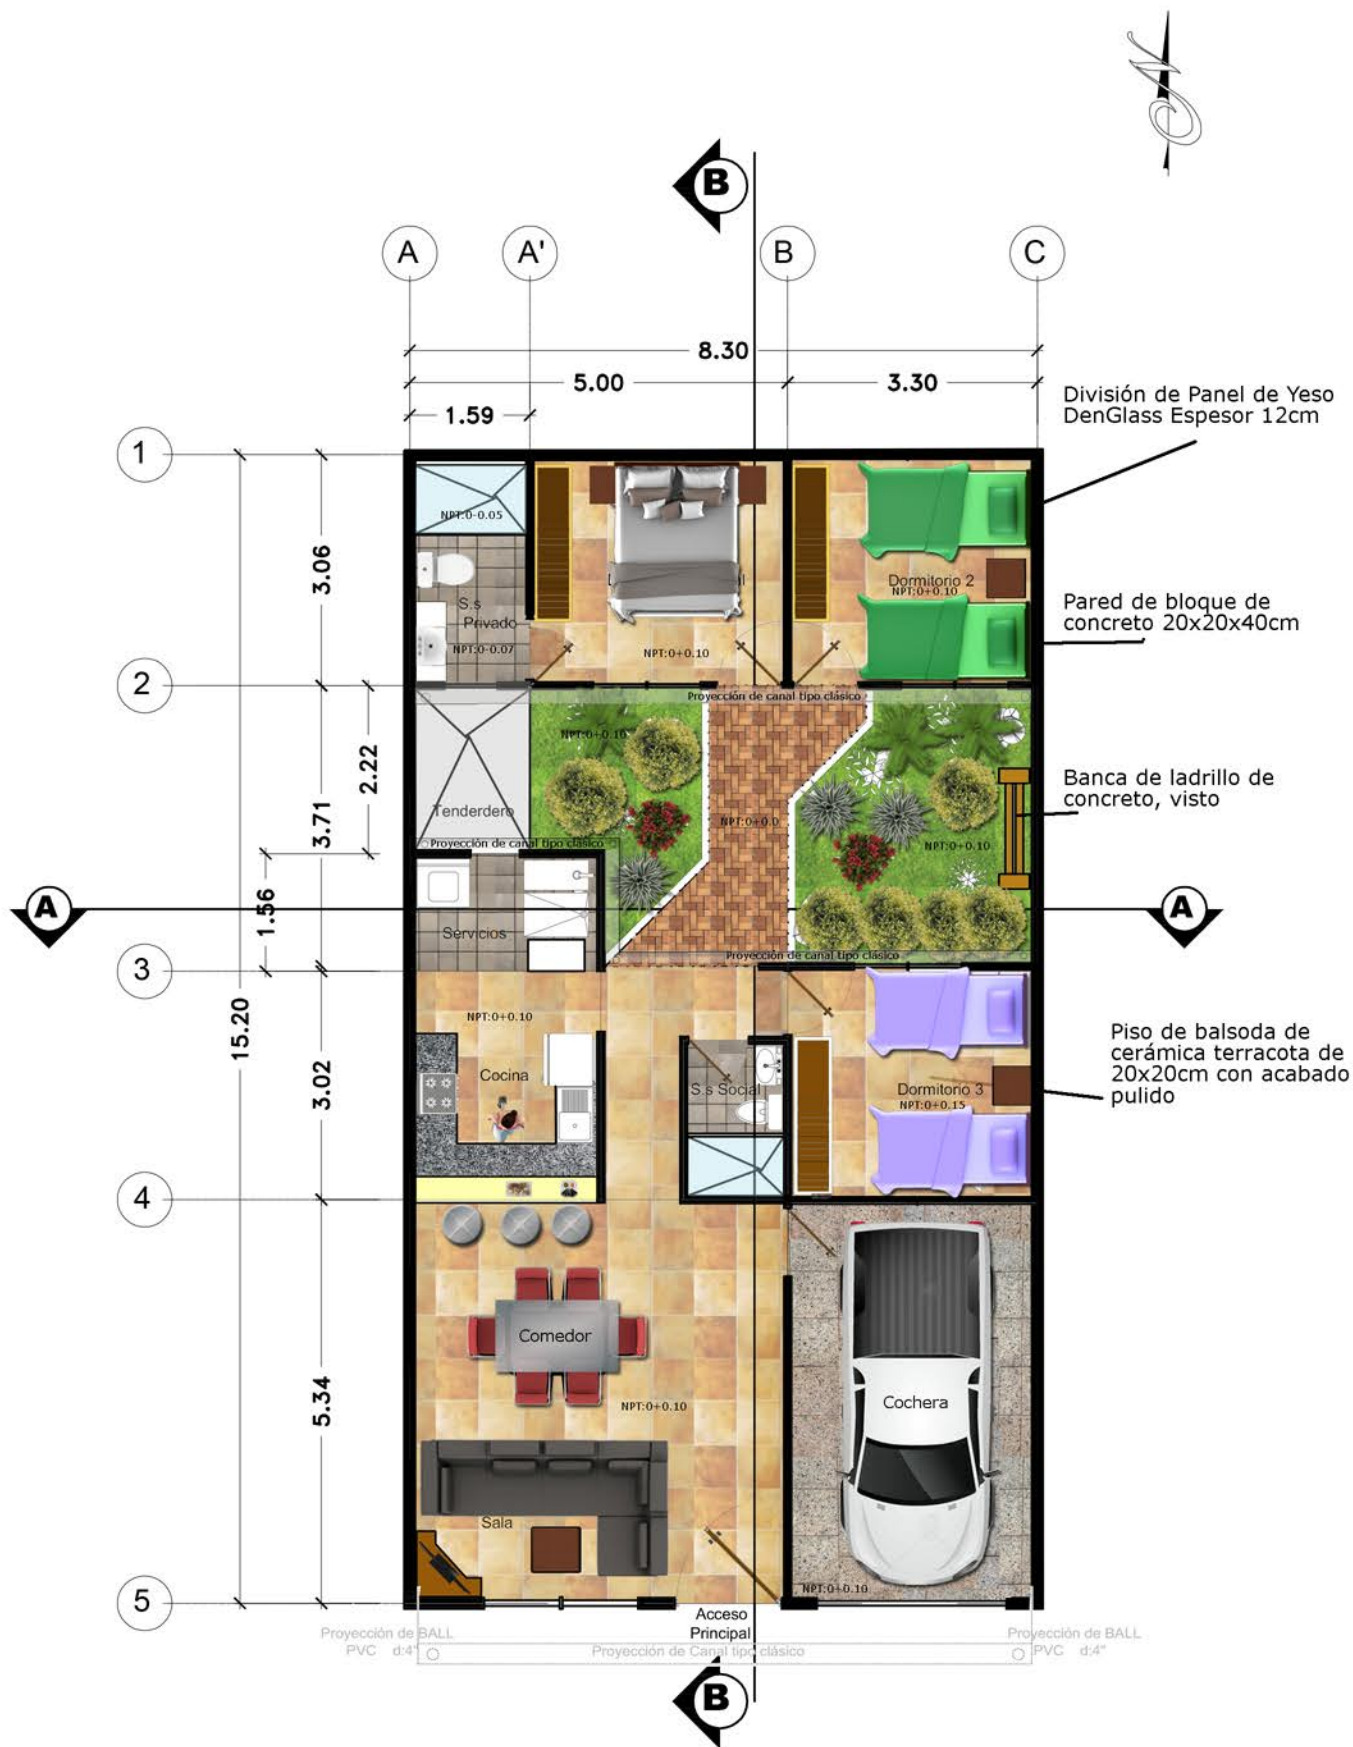 N
B
A
A'
B
C
8.30
5.00
3.30
1.59
División de Panel de Yeso
DenGlass Espesor 12cm
1
NPT:0-0.05
3.06
Dormitorio 2
NPT:0+0.10
S.s
Privado
NPT:0-0.07
NPT:0+0.10
Pared de bloque de
concreto 20x20x40cm
2
Proyección de canal tipo clásico
NPT:0+0.10
2.22
3.71
Tenderdero
NPT:0+0.0
Banca de ladrillo de
concreto, visto
Proyección de canal tipo clásico
NPT:0+0.10
1.56
A
A
Servicios
Proyección de canal tipo clásico
3
15.20
NPT:0+0.10
3.02
Cocina
S.s Social
Dormitorio 3
NPT:0+0.15
Piso de balsoda de
cerámica terracota de
20x20cm con acabado
pulido
4
Comedor
5.34
NPT:0+0.10
Cochera
Sala
NPT:0+0.10
5
Acceso
Principal
Proyección de BALL
PVC d:4"
Proyección de Canal tipo clásico
Proyección de BALL
PVC d:4"
B